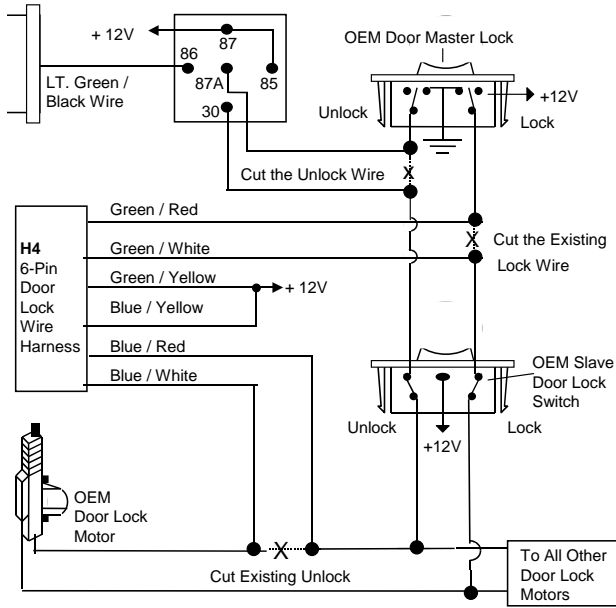 + 12V
87
OEM Door Master Lock
86
87A
85
LT. Green /
Black Wire
30
+12V
Unlock
Lock
Cut the Unlock Wire
X
Green / Red
H4
6-Pin
Door
Lock
Wire
Harness
Green / White
X
Cut the Existing
Lock Wire
Green / Yellow
+ 12V
Blue / Yellow
Blue / Red
Blue / White
OEM Slave
Door Lock
Switch
Unlock
+12V
Lock
OEM
Door Lock
Motor
X
Cut Existing Unlock
To All Other
Door Lock
Motors